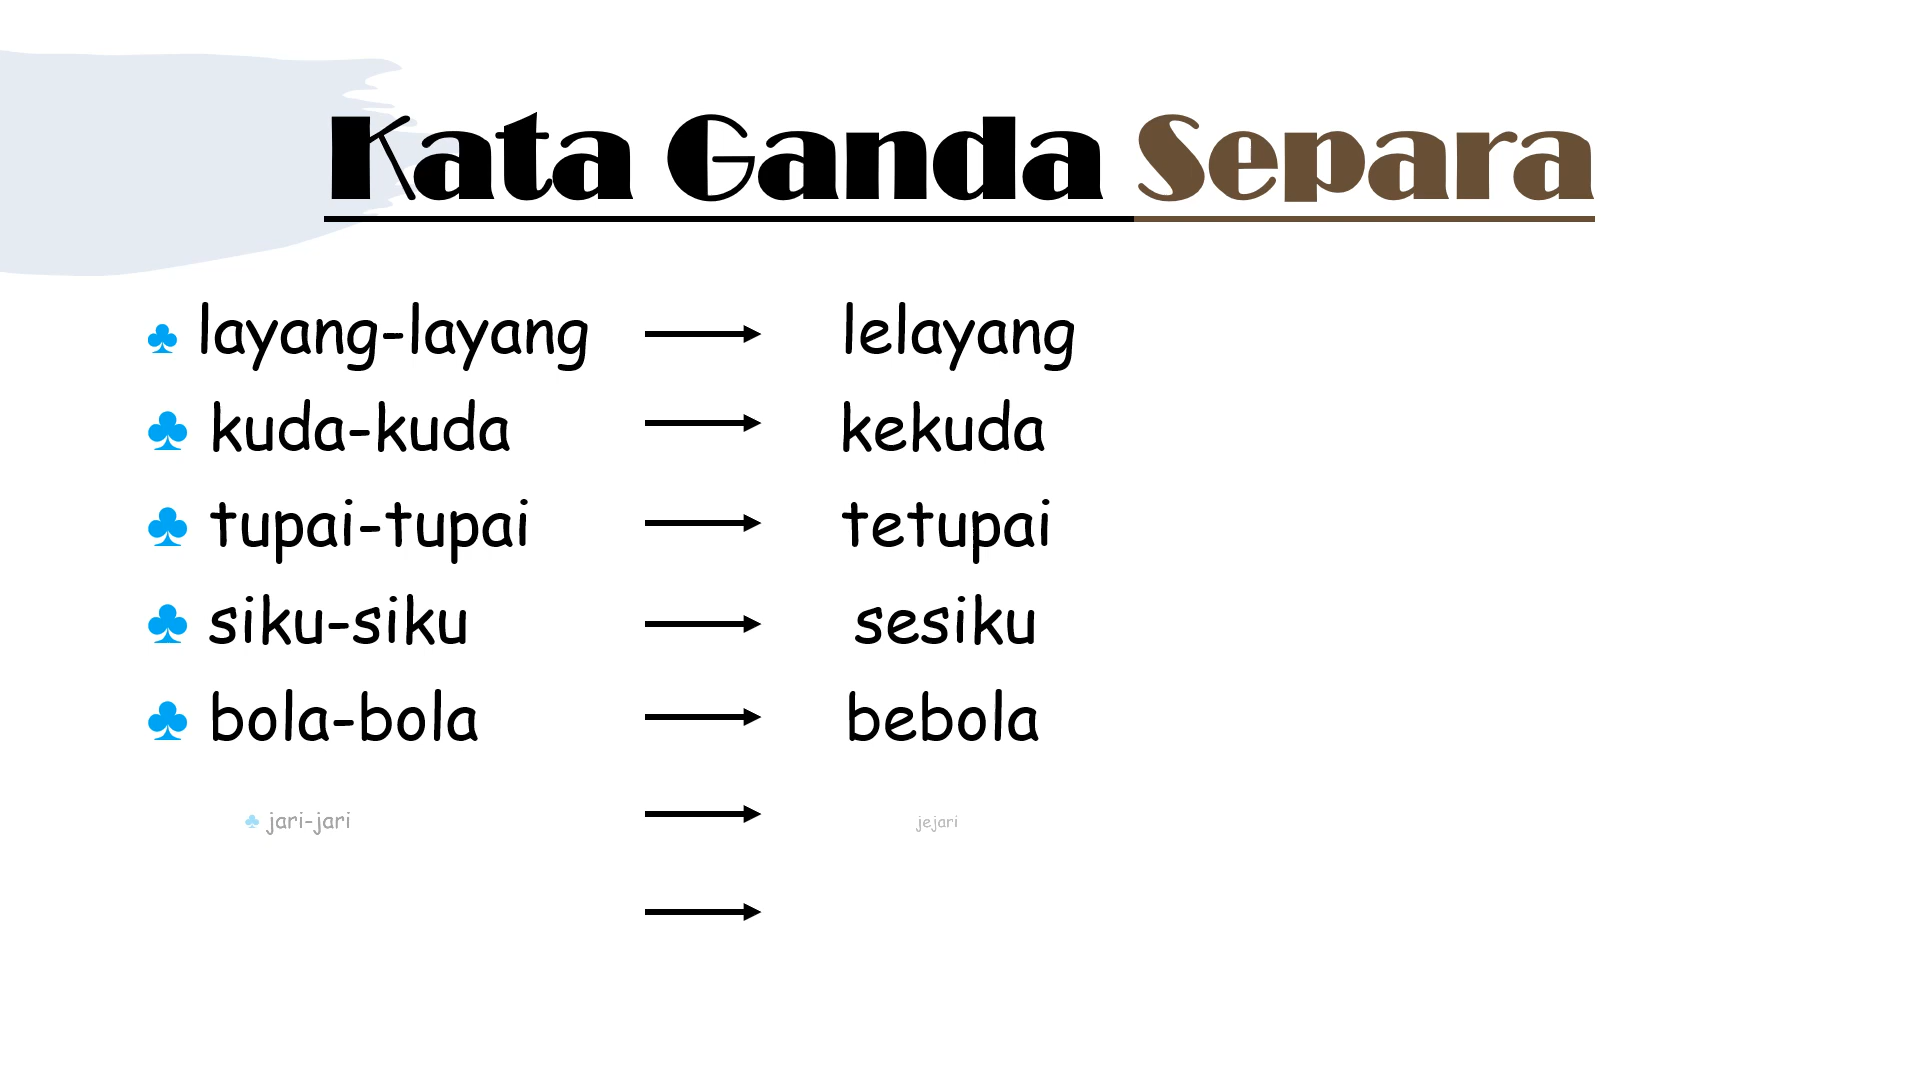 Kata Ganda Separa
♣ layang-layang → lelayang
♣ kuda-kuda → kekuda
♣ tupai-tupai → tetupai
♣ siku-siku → sesiku
♣ bola-bola → bebola
♣ jari-jari → jejari
→